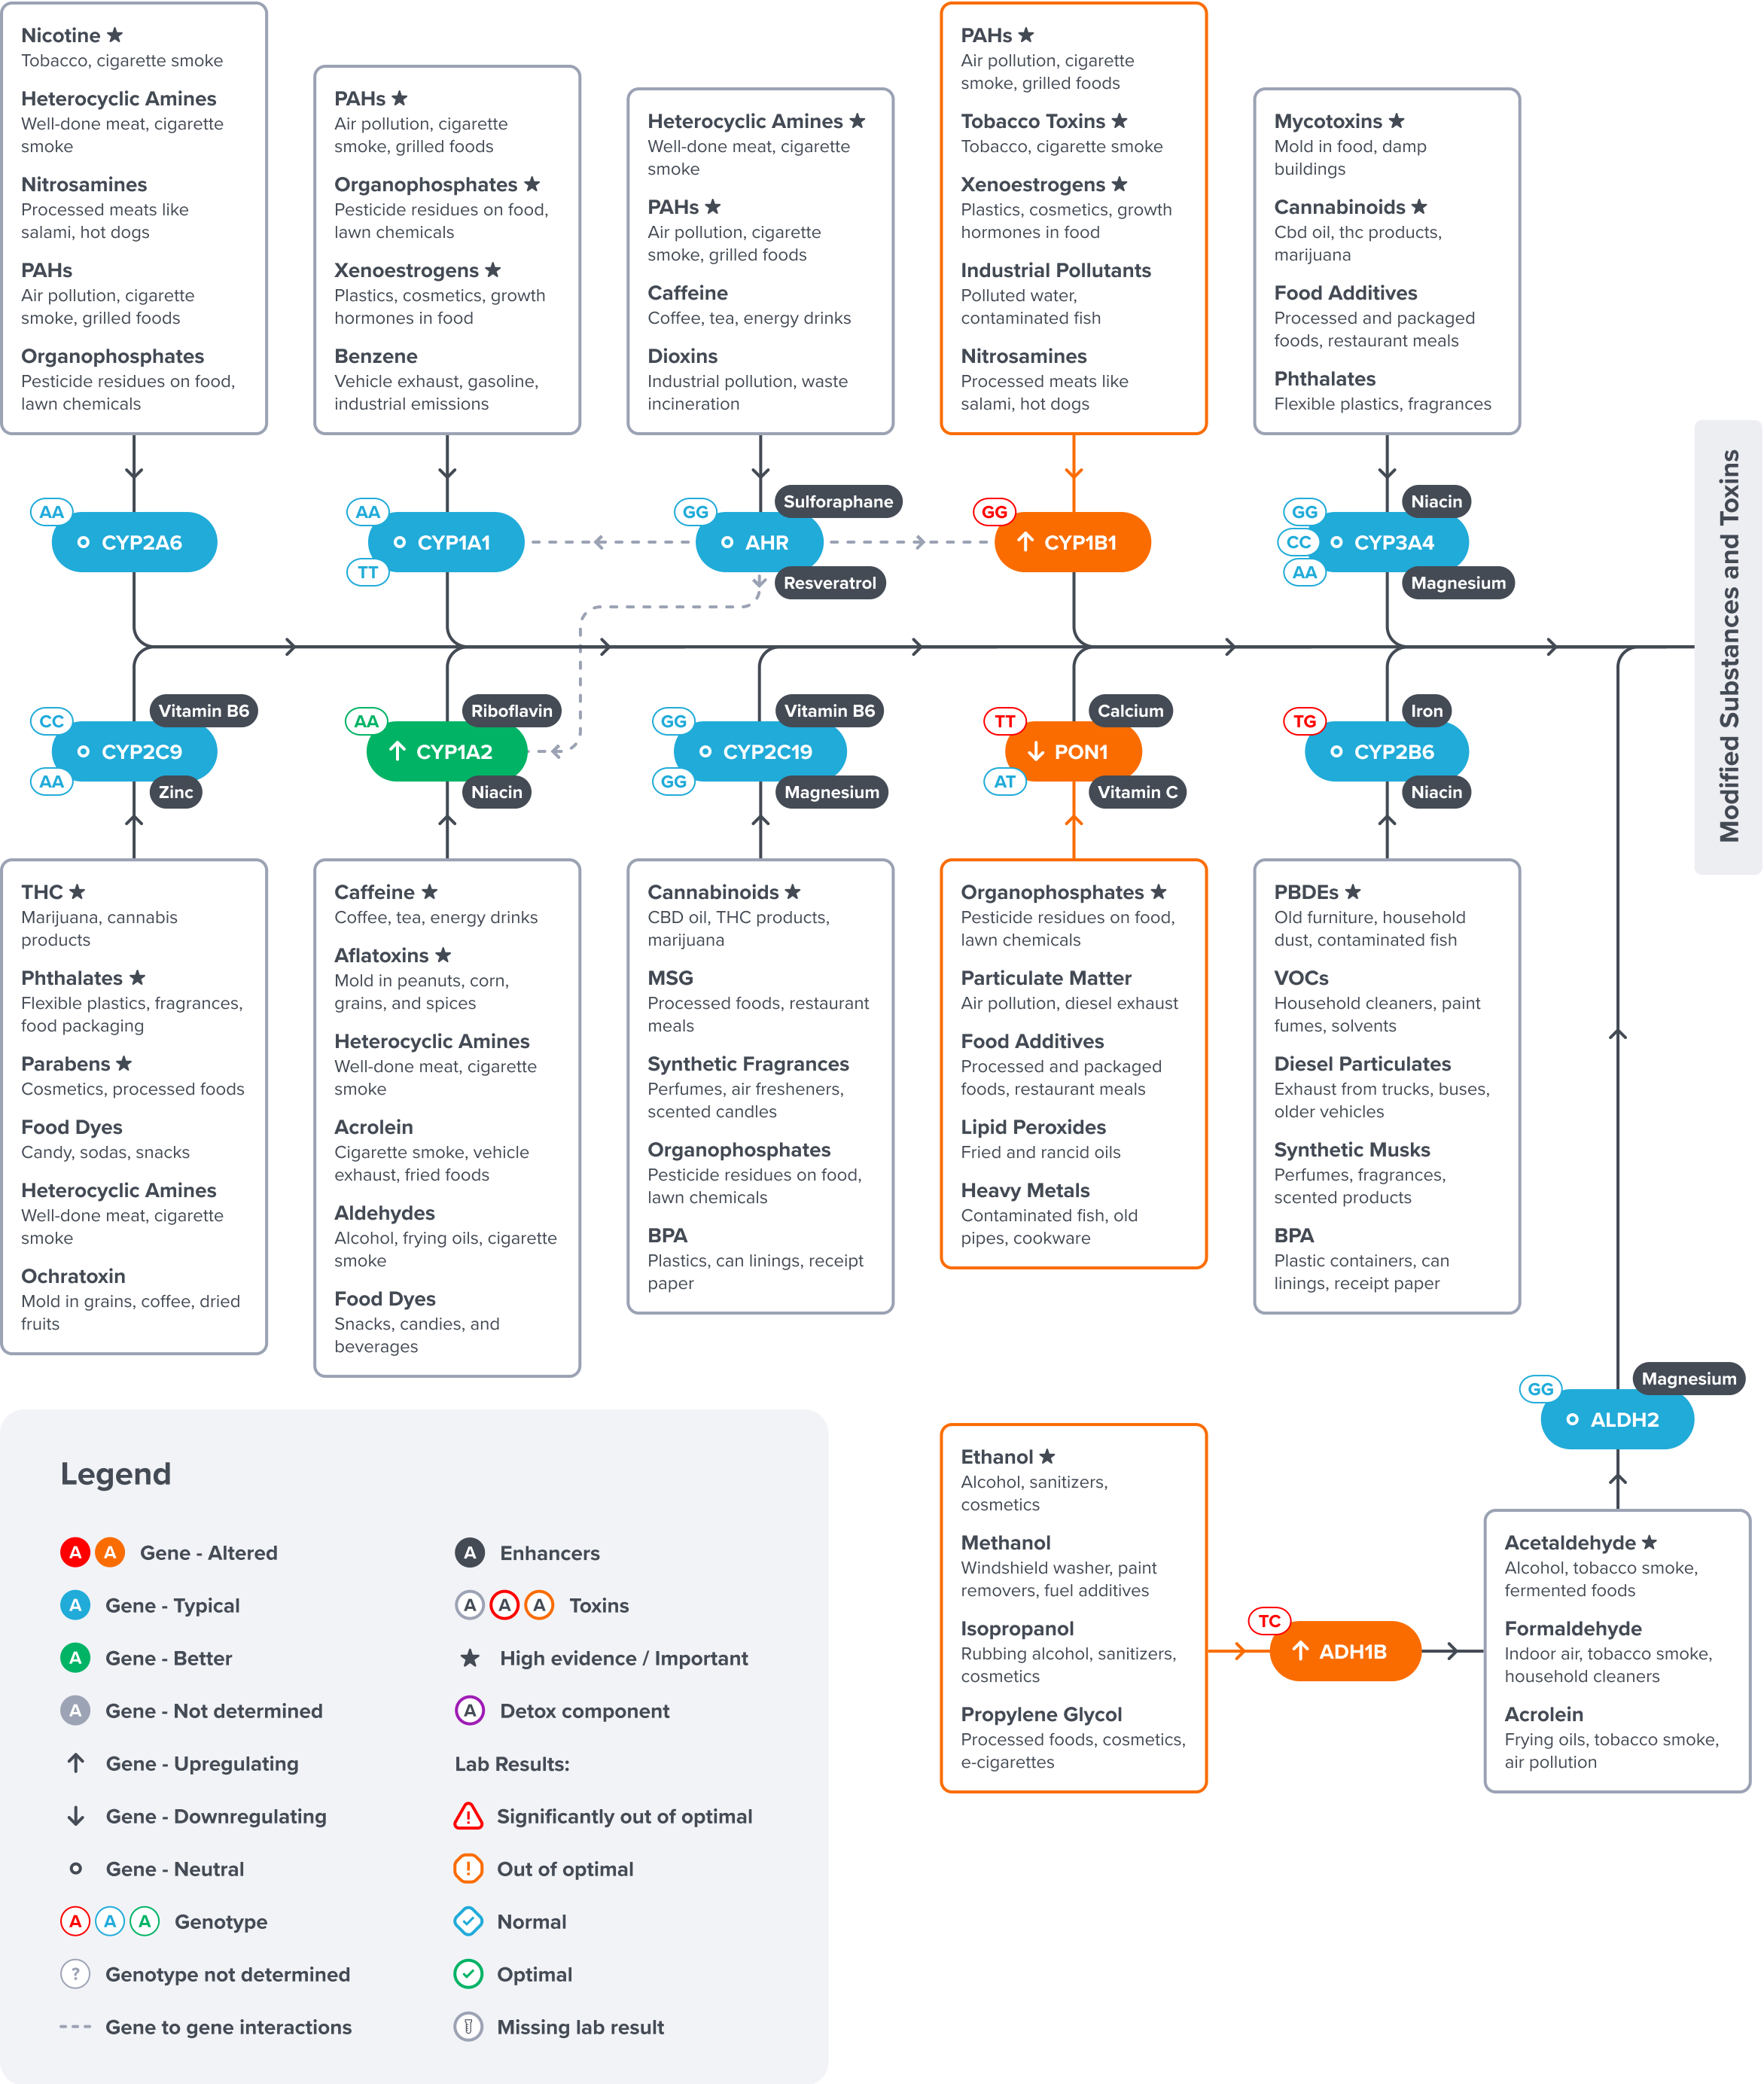 Nicotine ★
Tobacco, cigarette smoke
Heterocyclic Amines
Well-done meat, cigarette
smoke
Nitrosamines
Processed meats like
salami, hot dogs
PAHs
Air pollution, cigarette
smoke, grilled foods
Organophosphates
Pesticide residues on food,
lawn chemicals
PAHs ★
Air pollution, cigarette
smoke, grilled foods
Organophosphates ★
Pesticide residues on food,
lawn chemicals
Xenoestrogens ★
Plastics, cosmetics, growth
hormones in food
Benzene
Vehicle exhaust, gasoline,
industrial emissions
Heterocyclic Amines ★
Well-done meat, cigarette
smoke
PAHs ★
Air pollution, cigarette
smoke, grilled foods
Caffeine
Coffee, tea, energy drinks
Dioxins
Industrial pollution, waste
incineration
PAHs ★
Air pollution, cigarette
smoke, grilled foods
Tobacco Toxins ★
Tobacco, cigarette smoke
Xenoestrogens ★
Plastics, cosmetics, growth
hormones in food
Industrial Pollutants
Polluted water,
contaminated fish
Nitrosamines
Processed meats like
salami, hot dogs
Mycotoxins ★
Mold in food, damp
buildings
Cannabinoids ★
Cbd oil, thc products,
marijuana
Food Additives
Processed and packaged
foods, restaurant meals
Phthalates
Flexible plastics, fragrances
AA
CYP2A6
AA
CYP1A1
TT
GG
Sulforaphane
AHR
Resveratrol
GG
CYP1B1
GG
CC
AA
Niacin
CYP3A4
Magnesium
Modified Substances and Toxins
CC
Vitamin B6
CYP2C9
AA
Zinc
AA
Riboflavin
CYP1A2
Niacin
GG
Vitamin B6
CYP2C19
GG
Magnesium
TT
Calcium
PON1
AT
Vitamin C
TG
Iron
CYP2B6
Niacin
THC ★
Marijuana, cannabis
products
Phthalates ★
Flexible plastics, fragrances,
food packaging
Parabens ★
Cosmetics, processed foods
Food Dyes
Candy, sodas, snacks
Heterocyclic Amines
Well-done meat, cigarette
smoke
Ochratoxin
Mold in grains, coffee, dried
fruits
Caffeine ★
Coffee, tea, energy drinks
Aflatoxins ★
Mold in peanuts, corn,
grains, and spices
Heterocyclic Amines
Well-done meat, cigarette
smoke
Acrolein
Cigarette smoke, vehicle
exhaust, fried foods
Aldehydes
Alcohol, frying oils, cigarette
smoke
Food Dyes
Snacks, candies, and
beverages
Cannabinoids ★
CBD oil, THC products,
marijuana
MSG
Processed foods, restaurant
meals
Synthetic Fragrances
Perfumes, air fresheners,
scented candles
Organophosphates
Pesticide residues on food,
lawn chemicals
BPA
Plastics, can linings, receipt
paper
Organophosphates ★
Pesticide residues on food,
lawn chemicals
Particulate Matter
Air pollution, diesel exhaust
Food Additives
Processed and packaged
foods, restaurant meals
Lipid Peroxides
Fried and rancid oils
Heavy Metals
Contaminated fish, old
pipes, cookware
PBDEs ★
Old furniture, household
dust, contaminated fish
VOCs
Household cleaners, paint
fumes, solvents
Diesel Particulates
Exhaust from trucks, buses,
older vehicles
Synthetic Musks
Perfumes, fragrances,
scented products
BPA
Plastic containers, can
linings, receipt paper
GG
Magnesium
ALDH2
Ethanol ★
Alcohol, sanitizers,
cosmetics
Methanol
Windshield washer, paint
removers, fuel additives
Isopropanol
Rubbing alcohol, sanitizers,
cosmetics
Propylene Glycol
Processed foods, cosmetics,
e-cigarettes
TC
ADH1B
Acetaldehyde ★
Alcohol, tobacco smoke,
fermented foods
Formaldehyde
Indoor air, tobacco smoke,
household cleaners
Acrolein
Frying oils, tobacco smoke,
air pollution
Legend
A A Gene - Altered
A Gene - Typical
A Gene - Better
A Gene - Not determined
Gene - Upregulating
Gene - Downregulating
Gene - Neutral
A A A Genotype
? Genotype not determined
Gene to gene interactions
A Enhancers
A A A Toxins
★ High evidence / Important
A Detox component
Lab Results:
! Significantly out of optimal
! Out of optimal
Normal
Optimal
Missing lab result